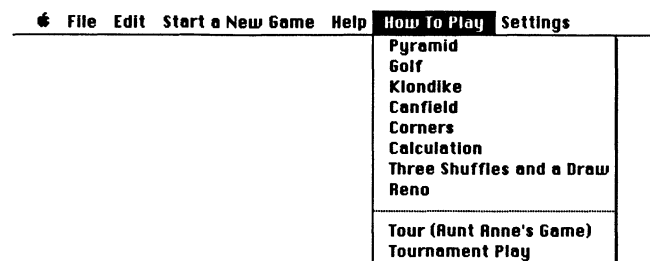 File Edit Start a New Game Help How To Play Settings
Pyramid
Golf
Klondike
Canfield
Corners
Calculation
Three Shuffles and a Draw
Reno
Tour (Aunt Anne's Game)
Tournament Play